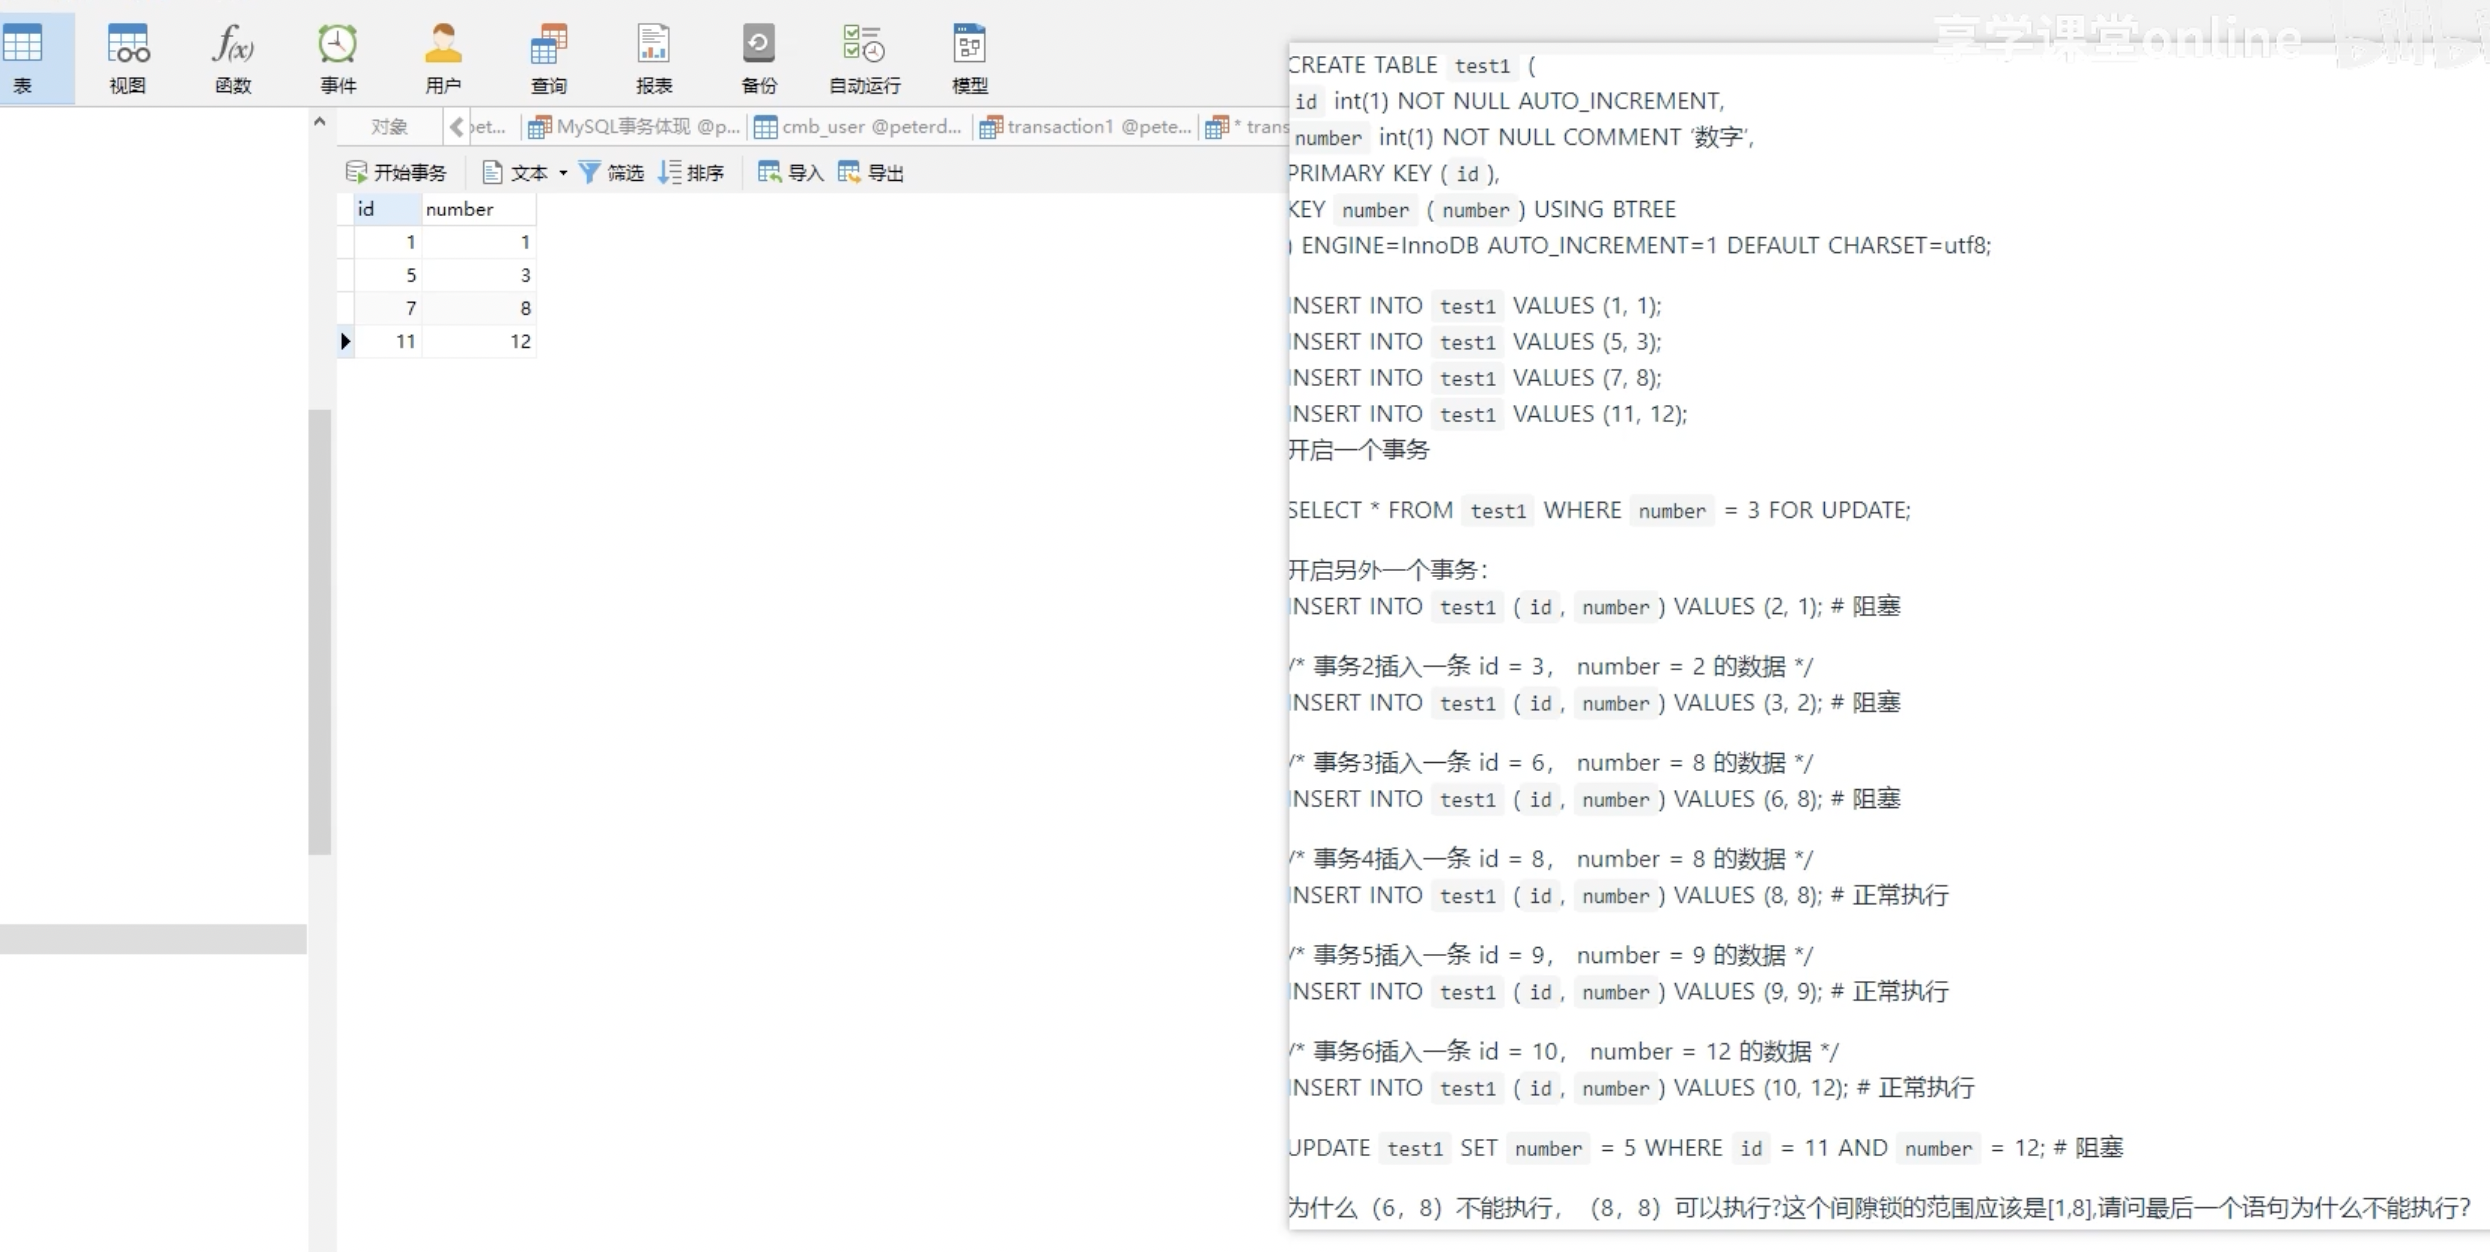 享学课堂online
表 视图 函数 事件 用户 查询 报表 备份 自动运行 模型
对象 pet... MySQL事务体现 @p... cmb_user @peterd... transaction1 @pete... * trans
开始事务 文本 筛选 排序 导入 导出
id number
1 1
5 3
7 8
11 12
CREATE TABLE test1 (
id int(1) NOT NULL AUTO_INCREMENT,
number int(1) NOT NULL COMMENT '数字',
PRIMARY KEY ( id ),
KEY number ( number ) USING BTREE
) ENGINE=InnoDB AUTO_INCREMENT=1 DEFAULT CHARSET=utf8;
INSERT INTO test1 VALUES (1, 1);
INSERT INTO test1 VALUES (5, 3);
INSERT INTO test1 VALUES (7, 8);
INSERT INTO test1 VALUES (11, 12);
开启一个事务
SELECT * FROM test1 WHERE number = 3 FOR UPDATE;
开启另外一个事务:
INSERT INTO test1 ( id , number ) VALUES (2, 1); # 阻塞
/* 事务2插入一条 id = 3， number = 2 的数据 */
INSERT INTO test1 ( id , number ) VALUES (3, 2); # 阻塞
/* 事务3插入一条 id = 6， number = 8 的数据 */
INSERT INTO test1 ( id , number ) VALUES (6, 8); # 阻塞
/* 事务4插入一条 id = 8， number = 8 的数据 */
INSERT INTO test1 ( id , number ) VALUES (8, 8); # 正常执行
/* 事务5插入一条 id = 9， number = 9 的数据 */
INSERT INTO test1 ( id , number ) VALUES (9, 9); # 正常执行
/* 事务6插入一条 id = 10， number = 12 的数据 */
INSERT INTO test1 ( id , number ) VALUES (10, 12); # 正常执行
UPDATE test1 SET number = 5 WHERE id = 11 AND number = 12; # 阻塞
为什么（6，8）不能执行，（8，8）可以执行?这个间隙锁的范围应该是[1,8],请问最后一个语句为什么不能执行?